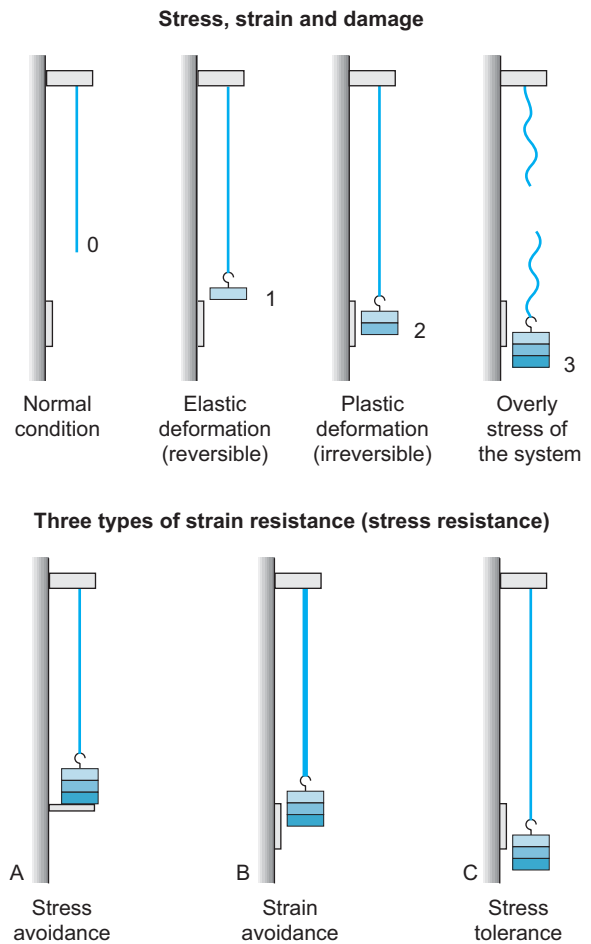 Stress, strain and damage
0
1
2
3
Normal
condition
Elastic
deformation
(reversible)
Plastic
deformation
(irreversible)
Overly
stress of
the system
Three types of strain resistance (stress resistance)
A
B
C
Stress
avoidance
Strain
avoidance
Stress
tolerance